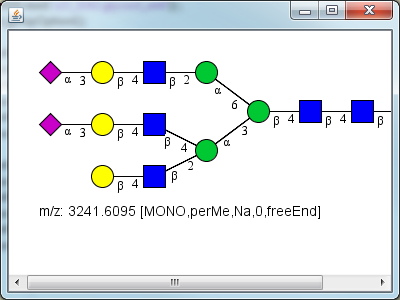 α 3 β 4 β 2
α
6
β 4 β 4 β
α 3 β 4 3
β 4 α
2
β
β 4
m/z: 3241.6095 [MONO,perMe,Na,0,freeEnd]